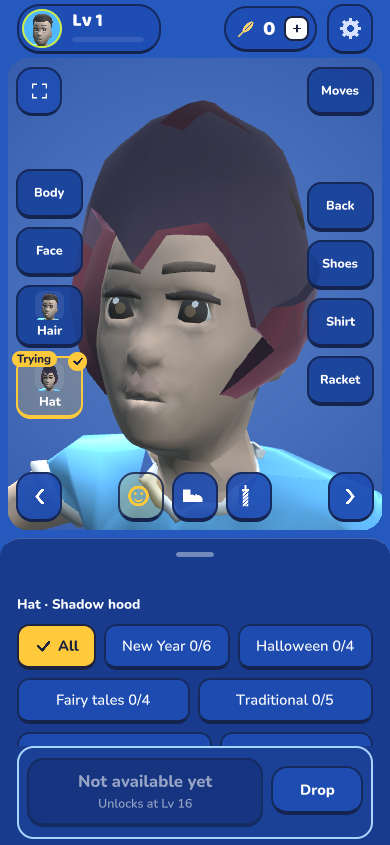 Lv 1
0
+
Moves
Body
Back
Face
Shoes
Hair
Shirt
Trying
Hat
Racket
Hat · Shadow hood
All
New Year 0/6
Halloween 0/4
Fairy tales 0/4
Traditional 0/5
Not available yet
Unlocks at Lv 16
Drop